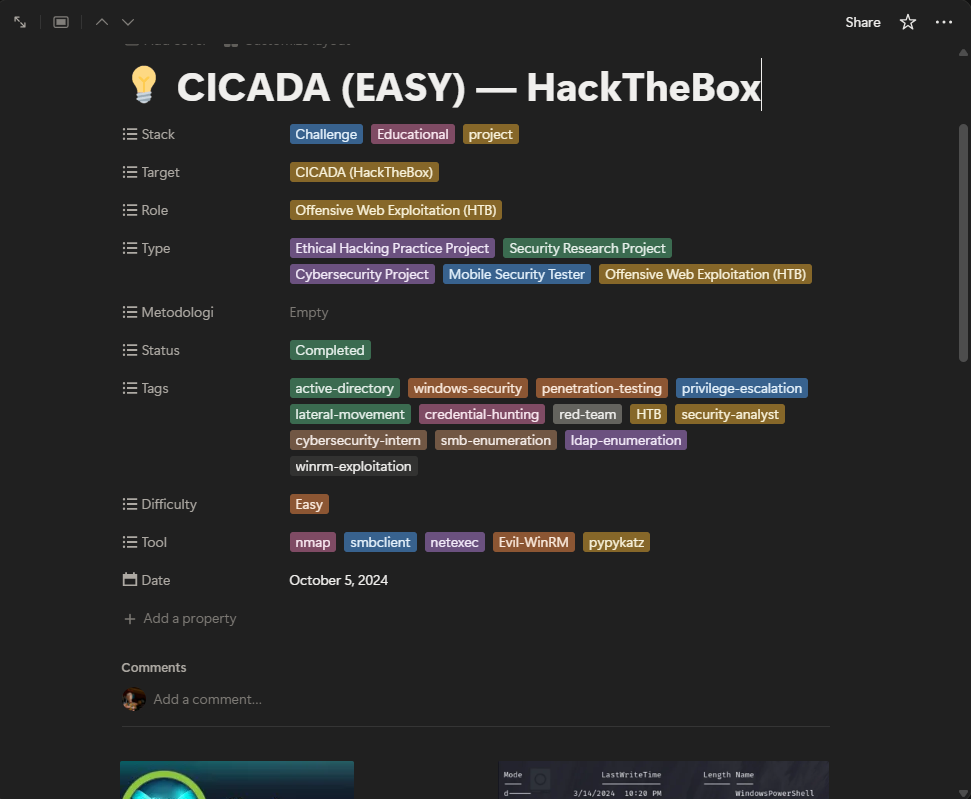 Share
CICADA (EASY) — HackTheBox
Stack Challenge Educational project
Target CICADA (HackTheBox)
Role Offensive Web Exploitation (HTB)
Type Ethical Hacking Practice Project Security Research Project
Cybersecurity Project Mobile Security Tester Offensive Web Exploitation (HTB)
Metodologi Empty
Status Completed
Tags active-directory windows-security penetration-testing privilege-escalation
lateral-movement credential-hunting red-team HTB security-analyst
cybersecurity-intern smb-enumeration ldap-enumeration
winrm-exploitation
Difficulty Easy
Tool nmap smbclient netexec Evil-WinRM pypykatz
Date October 5, 2024
Add a property
Comments
Add a comment...
Mode LastWriteTime Length Name
d 3/14/2024 10:20 PM WindowsPowerShell